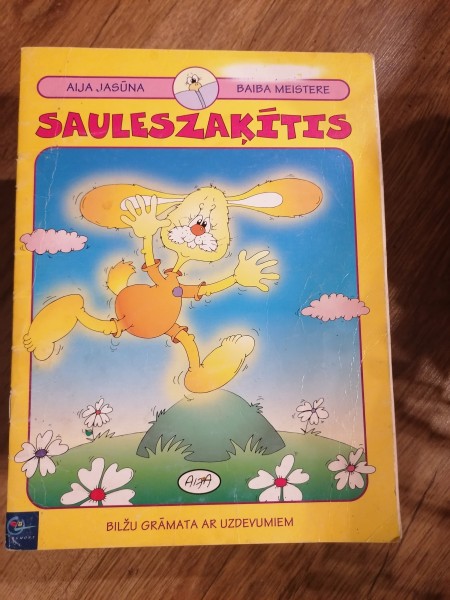 AIJA JASŪNA
BAIBA MEISTERE
SAULESZAĶĪTIS
AIJA
BILŽU GRĀMATA AR UZDEVUMIEM